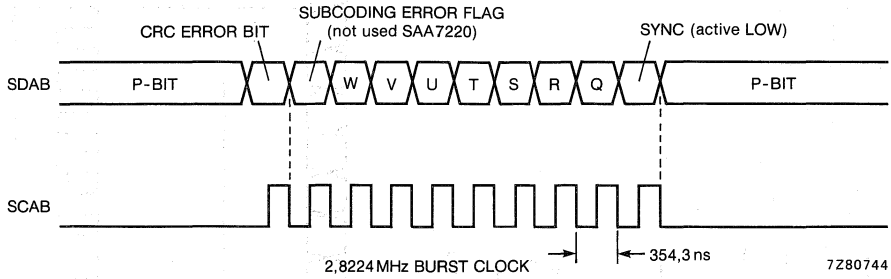 SUBCODING ERROR FLAG
(not used SAA7220)
CRC ERROR BIT
SYNC (active LOW)
SDAB
P-BIT
W
V
U
T
S
R
Q
P-BIT
SCAB
2,8224 MHz BURST CLOCK
354,3 ns
7Z80744